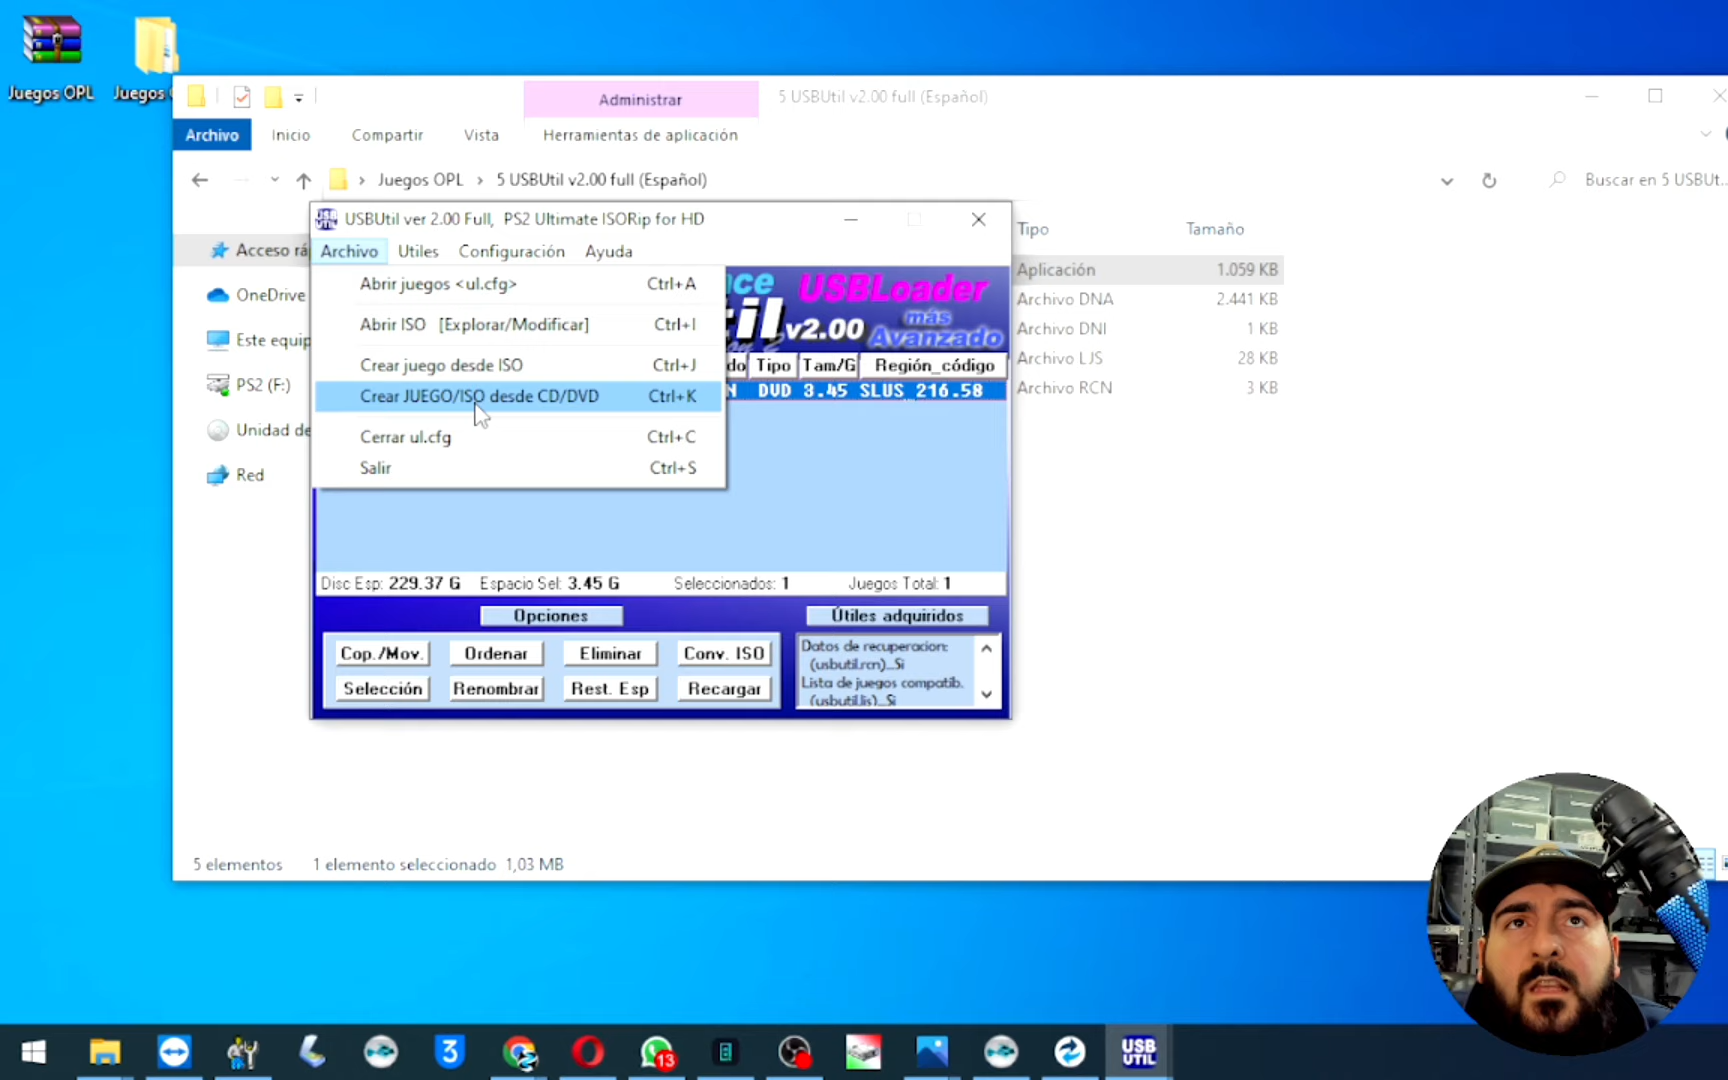 Juegos OPL
Juegos
Administrar
5 USBUtil v2.00 full (Español)
Archivo
Inicio
Compartir
Vista
Herramientas de aplicación
Juegos OPL › 5 USBUtil v2.00 full (Español)
Buscar en 5 USBUt...
USBUtil ver 2.00 Full, PS2 Ultimate ISORip for HD
Tipo
Tamaño
Acceso rá
Archivo
Utiles
Configuración
Ayuda
Aplicación
1.059 KB
Archivo DNA
2.441 KB
Archivo DNI
1 KB
Archivo LJS
28 KB
Archivo RCN
3 KB
OneDrive
Este equip
PS2 (F:)
Unidad de
Red
Abrir juegos <ul.cfg> Ctrl+A
Abrir ISO [Explorar/Modificar] Ctrl+I
Crear juego desde ISO Ctrl+J
Crear JUEGO/ISO desde CD/DVD Ctrl+K
Cerrar ul.cfg Ctrl+C
Salir Ctrl+S
USBLoader
v2.00
más
Avanzado
do Tipo Tam/G Región_código
N DVD 3.45 SLUS_216.58
Disc Esp: 229.37 G Espacio Sel: 3.45 G Seleccionados: 1 Juegos Total: 1
Opciones
Útiles adquiridos
Cop./Mov. Ordenar Eliminar Conv. ISO
Selección Renombrar Rest. Esp Recargar
Datos de recuperacion:
(usbutil.rcn)...Si
Lista de juegos compatib.
(usbutil.ljs)...Si
5 elementos
1 elemento seleccionado 1,03 MB
3
13
USB
UTIL